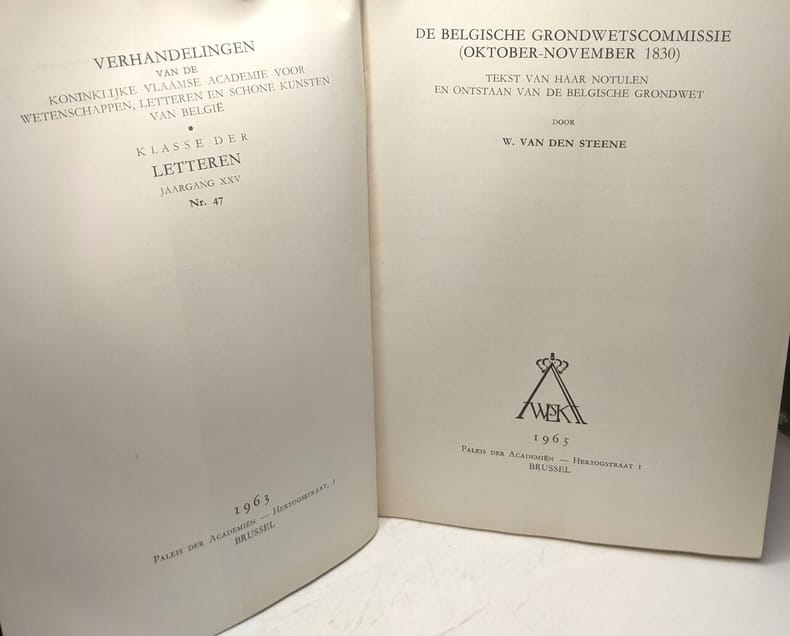 VERHANDELINGEN
VAN DE
KONINKLIJKE VLAAMSE ACADEMIE VOOR
WETENSCHAPPEN, LETTEREN EN SCHONE KUNSTEN
VAN BELGIË
•
KLASSE DER
LETTEREN
JAARGANG XXV
Nr. 47
1963
PALEIS DER ACADEMIËN — HERTOGSSTRAAT, 1
BRUSSEL
DE BELGISCHE GRONDWETSCOMMISSIE
(OKTOBER-NOVEMBER 1830)
TEKST VAN HAAR NOTULEN
EN ONTSTAAN VAN DE BELGISCHE GRONDWET
DOOR
W. VAN DEN STEENE
1963
PALEIS DER ACADEMIËN — HERTOGSTRAAT 1
BRUSSEL